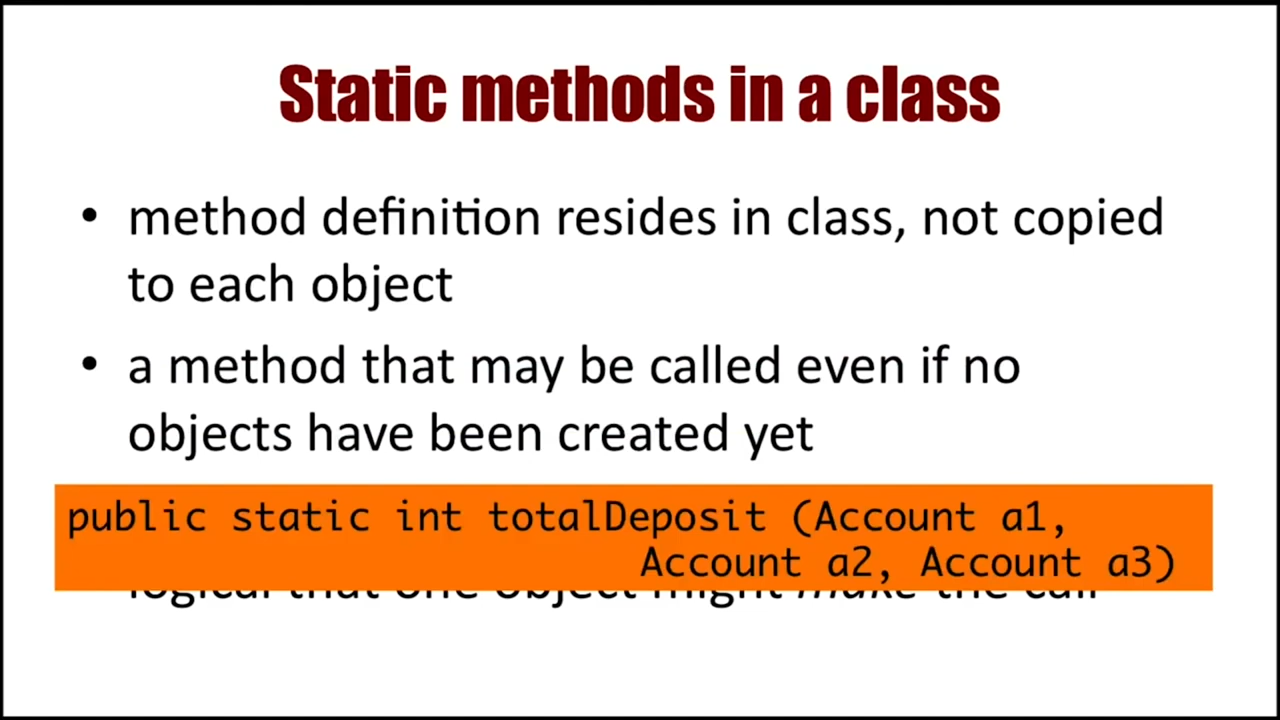 Static methods in a class
• method definition resides in class, not copied
to each object
• a method that may be called even if no
objects have been created yet
public static int totalDeposit (Account a1,
Account a2, Account a3)
logical that one object might make the call